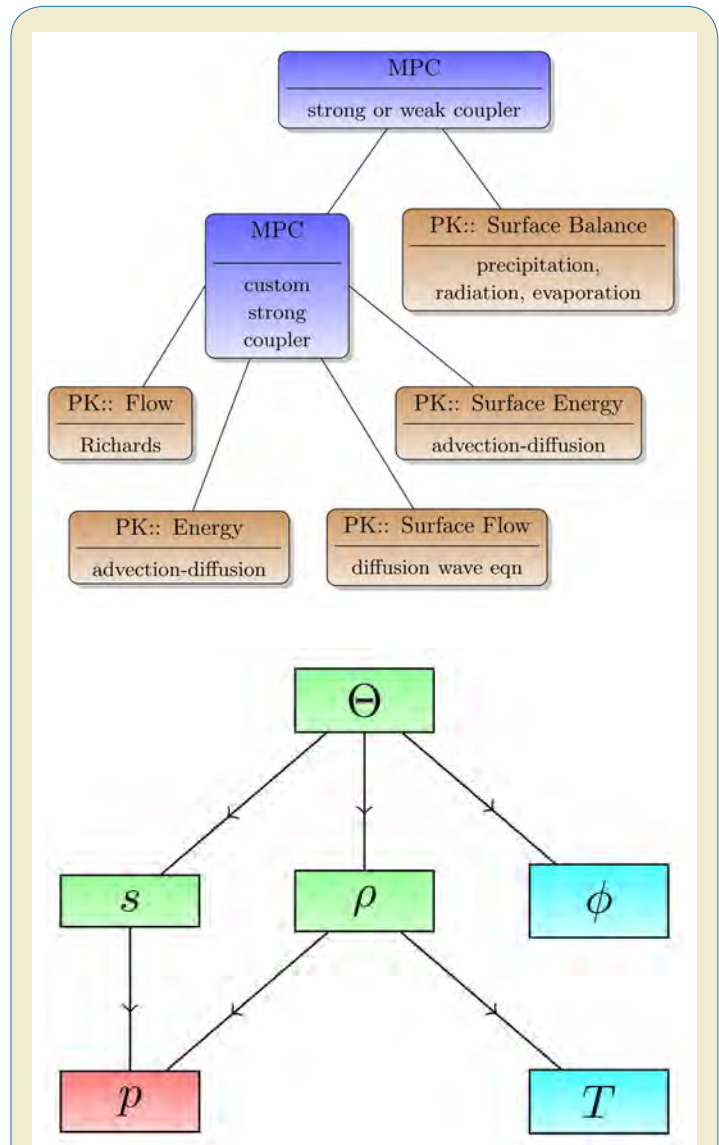 MPC
strong or weak coupler
MPC
custom
strong
coupler
PK:: Surface Balance
precipitation,
radiation, evaporation
PK:: Flow
Richards
PK:: Surface Energy
advection-diffusion
PK:: Energy
advection-diffusion
PK:: Surface Flow
diffusion wave eqn
Θ
s
ρ
ϕ
p
T